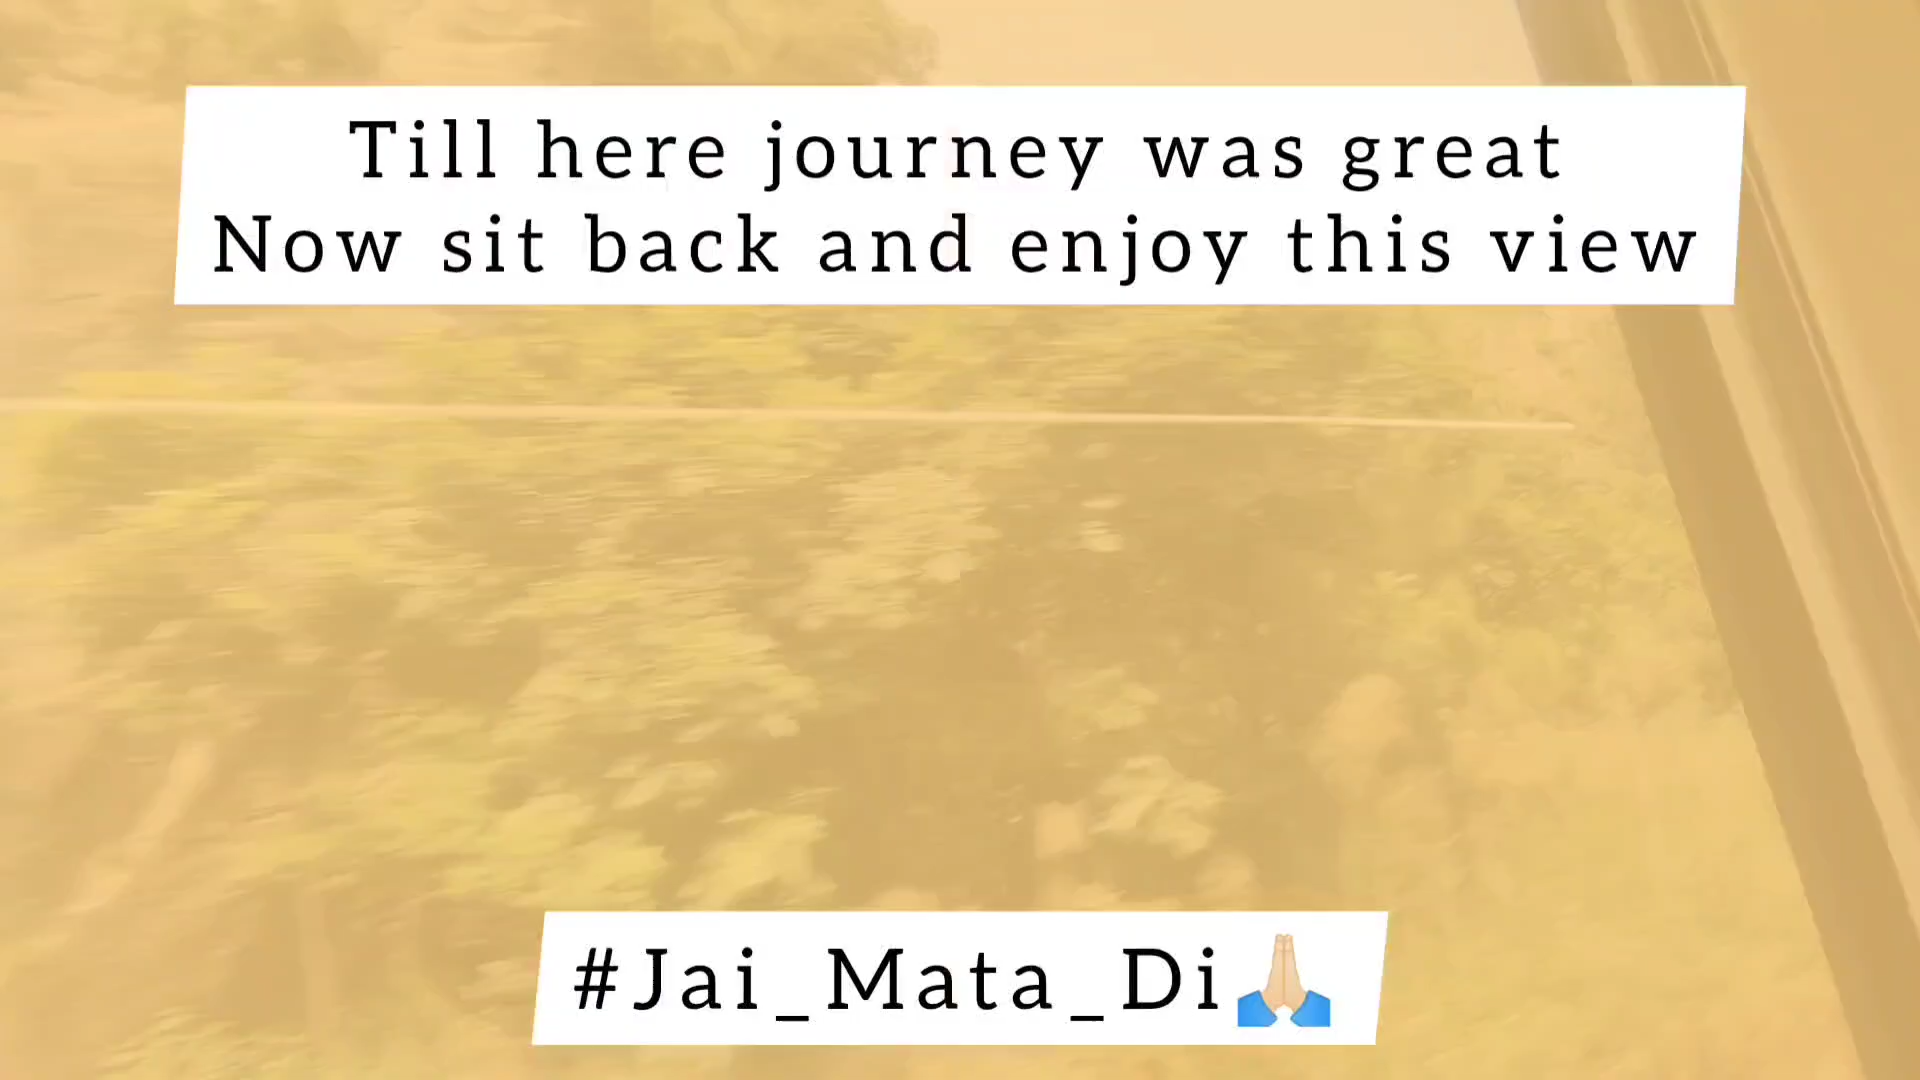 Till here journey was great
Now sit back and enjoy this view
#Jai_Mata_Di🙏🏻